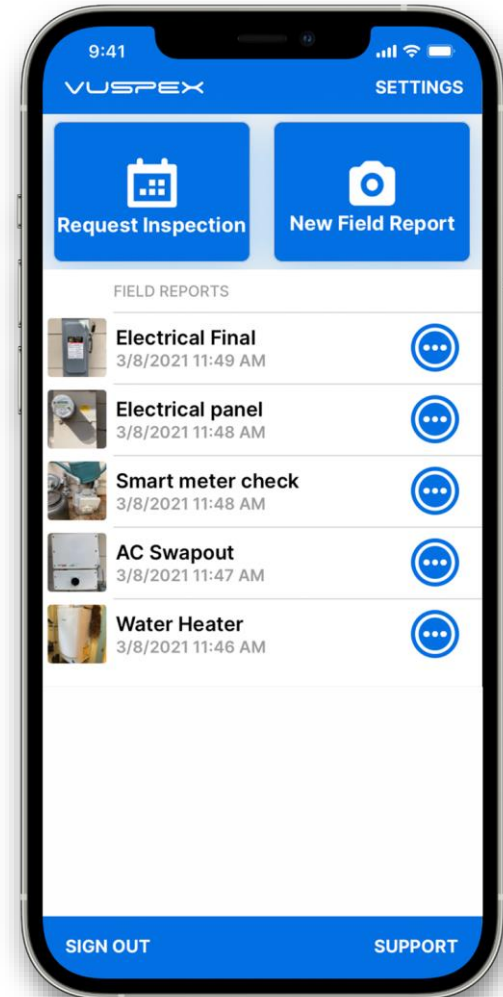 9:41
VUSPEX
SETTINGS
Request Inspection
New Field Report
FIELD REPORTS
Electrical Final
3/8/2021 11:49 AM
Electrical panel
3/8/2021 11:48 AM
Smart meter check
3/8/2021 11:48 AM
AC Swapout
3/8/2021 11:47 AM
Water Heater
3/8/2021 11:46 AM
SIGN OUT
SUPPORT